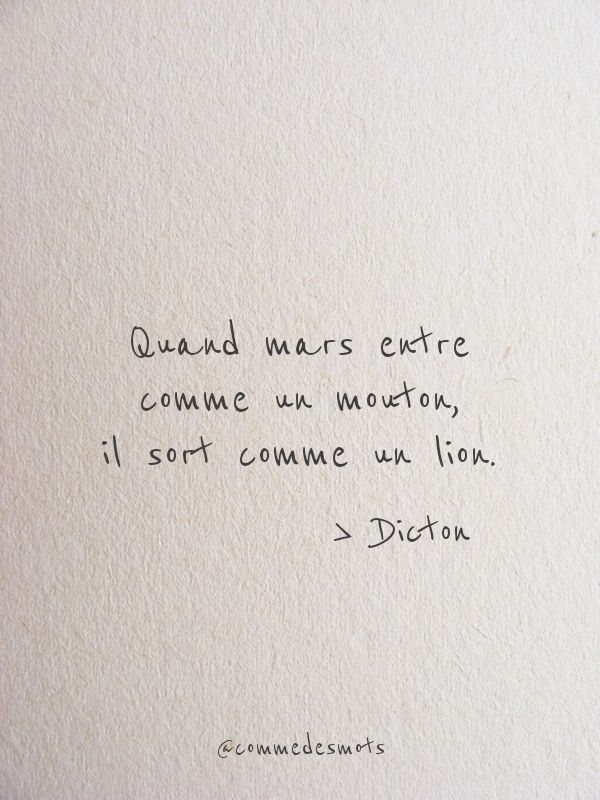 Quand mars entre
comme un mouton,
il sort comme un lion.
> Dicton
@commedesmots